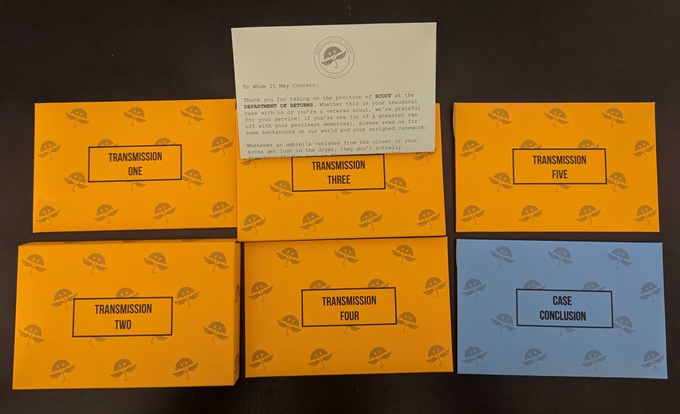 To Whom It May Concern:
Thank you for taking on the position of SCOUT at the
DEPARTMENT OF RETURNS. Whether this is your inaugural
case with us or you're a veteran scout, we're grateful
for your service! If you're new (or if a gnewster ran
off with your pertinent memories), please read on for
some background on our world and your assigned casework:
Whenever an umbrella vanishes from the closet or your
socks get lost in the dryer, they don't actually
TRANSMISSION
ONE
TRANSMISSION
THREE
TRANSMISSION
FIVE
TRANSMISSION
TWO
TRANSMISSION
FOUR
CASE
CONCLUSION